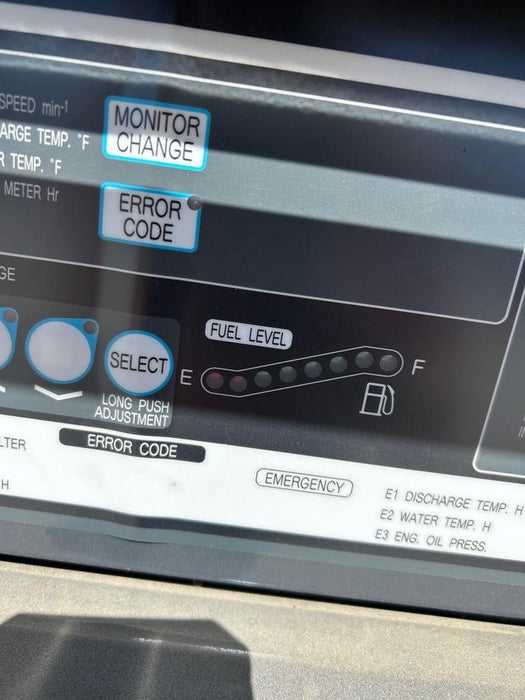 SPEED min-1
ARGE TEMP. °F
R TEMP. °F
METER Hr
MONITOR
CHANGE
ERROR
CODE
GE
FUEL LEVEL
SELECT
E
F
LONG PUSH
ADJUSTMENT
LTER
ERROR CODE
H
EMERGENCY
E1 DISCHARGE TEMP. H
E2 WATER TEMP. H
E3 ENG. OIL PRESS.